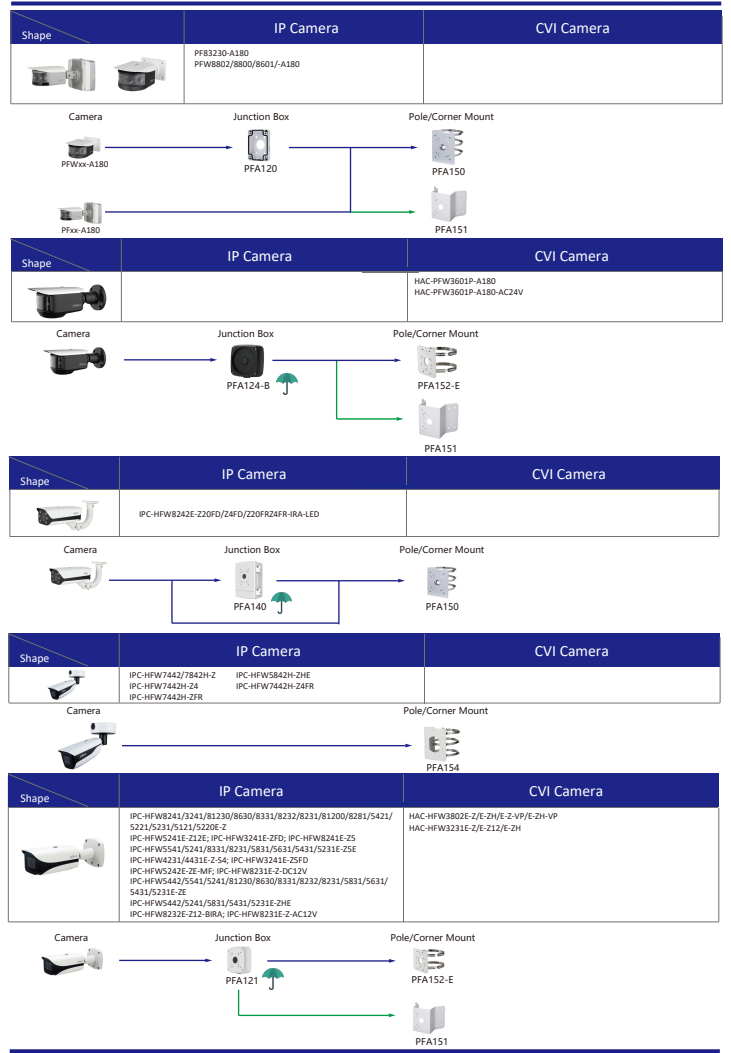 Shape
IP Camera
CVI Camera
PF83230-A180
PFW8802/8800/8601/-A180
Camera
Junction Box
Pole/Corner Mount
PFWxx-A180
PFA120
PFA150
PFxx-A180
PFA151
Shape
IP Camera
CVI Camera
HAC-PFW3601P-A180
HAC-PFW3601P-A180-AC24V
Camera
Junction Box
Pole/Corner Mount
PFA124-B
PFA152-E
PFA151
Shape
IP Camera
CVI Camera
IPC-HFW8242E-Z20FD/Z4FD/Z20FRZ4FR-IRA-LED
Camera
Junction Box
Pole/Corner Mount
PFA140
PFA150
Shape
IP Camera
CVI Camera
IPC-HFW7442/7842H-Z IPC-HFW5842H-ZHE
IPC-HFW7442H-Z4 IPC-HFW7442H-Z4FR
IPC-HFW7442H-ZFR
Camera
Pole/Corner Mount
PFA154
Shape
IP Camera
CVI Camera
IPC-HFW8241/3241/81230/8630/8331/8232/8231/81200/8281/5421/
5221/5231/5121/5220E-Z
IPC-HFW5241E-Z12E; IPC-HFW3241E-ZFD; IPC-HFW8241E-Z5
IPC-HFW5541/5241/8331/8231/5831/5631/5431/5231E-Z5E
IPC-HFW4231/4431E-Z-S4; IPC-HFW3241E-Z5FD
IPC-HFW5242E-ZE-MF; IPC-HFW8231E-Z-DC12V
IPC-HFW5442/5541/5241/81230/8630/8331/8232/8231/5831/5631/
5431/5231E-ZE
IPC-HFW5442/5241/5831/5431/5231E-ZHE
IPC-HFW8232E-Z12-BIRA; IPC-HFW8231E-Z-AC12V
HAC-HFW3802E-Z/E-ZH/E-Z-VP/E-ZH-VP
HAC-HFW3231E-Z/E-Z12/E-ZH
Camera
Junction Box
Pole/Corner Mount
PFA121
PFA152-E
PFA151